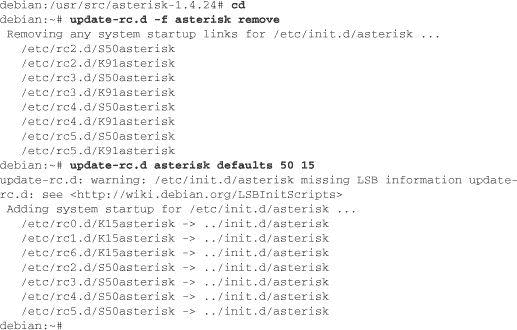 debian:/usr/src/asterisk-1.4.24# cd
debian:~# update-rc.d -f asterisk remove
Removing any system startup links for /etc/init.d/asterisk ...
/etc/rc2.d/S50asterisk
/etc/rc2.d/K91asterisk
/etc/rc3.d/S50asterisk
/etc/rc3.d/K91asterisk
/etc/rc4.d/S50asterisk
/etc/rc4.d/K91asterisk
/etc/rc5.d/S50asterisk
/etc/rc5.d/K91asterisk
debian:~# update-rc.d asterisk defaults 50 15
update-rc.d: warning: /etc/init.d/asterisk missing LSB information update-
rc.d: see <http://wiki.debian.org/LSBInitScripts>
Adding system startup for /etc/init.d/asterisk ...
/etc/rc0.d/K15asterisk -> ../init.d/asterisk
/etc/rc1.d/K15asterisk -> ../init.d/asterisk
/etc/rc6.d/K15asterisk -> ../init.d/asterisk
/etc/rc2.d/S50asterisk -> ../init.d/asterisk
/etc/rc3.d/S50asterisk -> ../init.d/asterisk
/etc/rc4.d/S50asterisk -> ../init.d/asterisk
/etc/rc5.d/S50asterisk -> ../init.d/asterisk
debian:~#